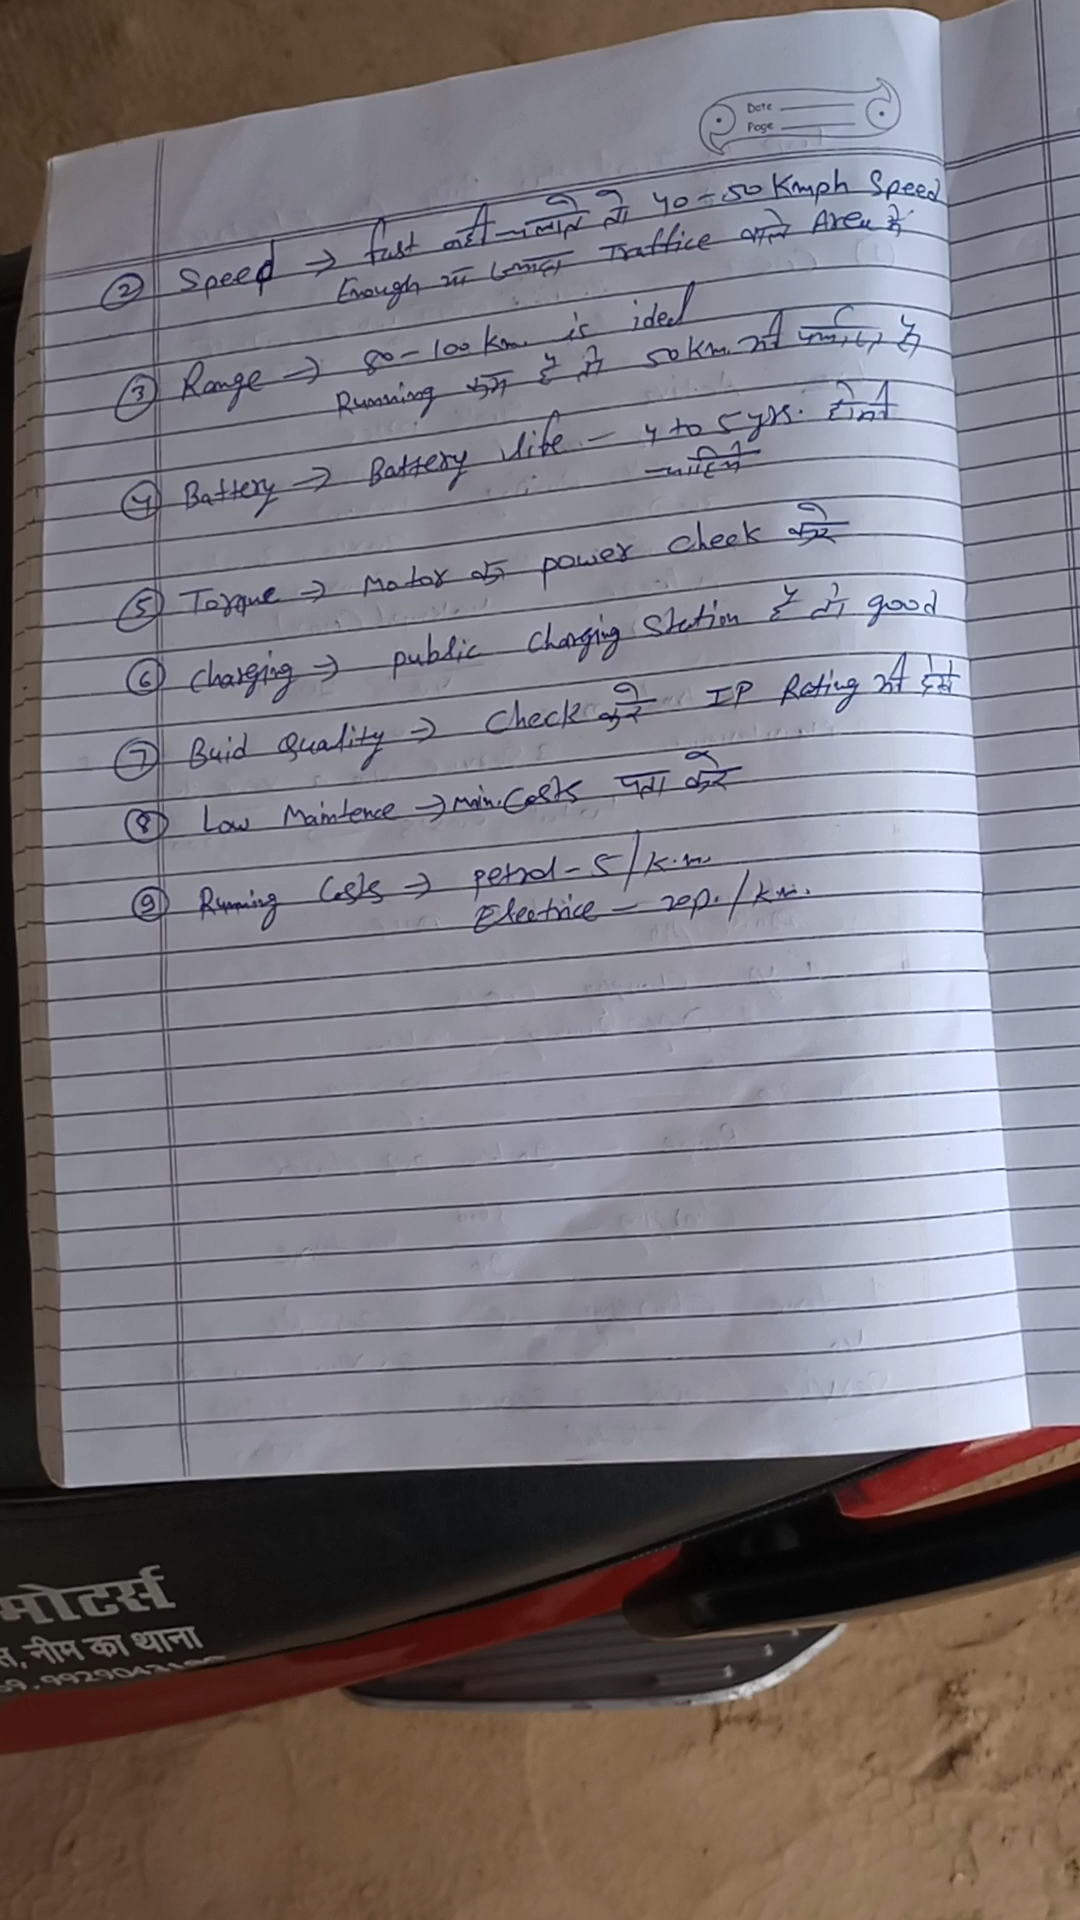 Date
Page
② Speed → fast नही चलाते तो 40-50 Kmph Speed
Enough या ज्यादा Traffice वाले Area में
③ Range → 80-100 Km. is ideal
Running कम है तो 50 Km. भी पर्याप्त है
④ Battery → Battery life - 4 to 5 yrs. होनी
चाहिये
⑤ Torque → Motor का power check करे
⑥ Charging → public Charging Station है तो good
⑦ Buid Quality → Check करे IP Rating भी देखे
⑧ Low Maintence → Main. Costs पता करे
⑨ Running Costs → petrol - 5/k.m.
Electrice - 20p./km.
मोटर्स
नीम का थाना